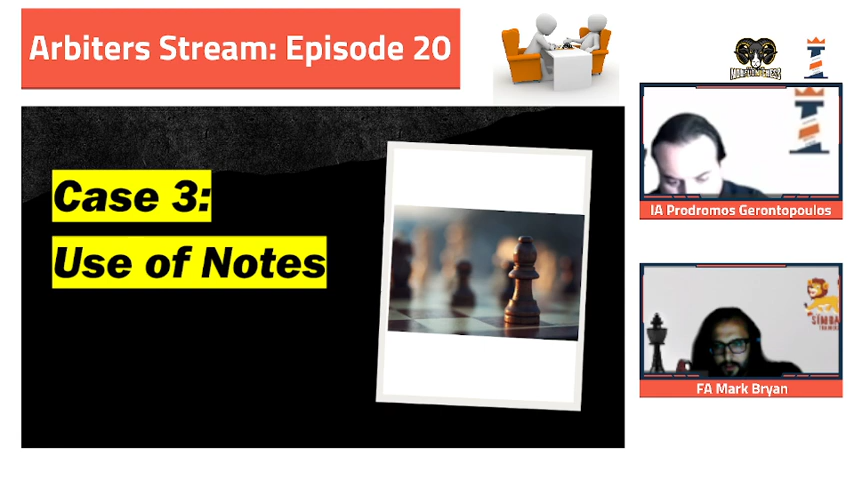 Arbiters Stream: Episode 20
Case 3:
Use of Notes
IA Prodromos Gerontopoulos
FA Mark Bryan